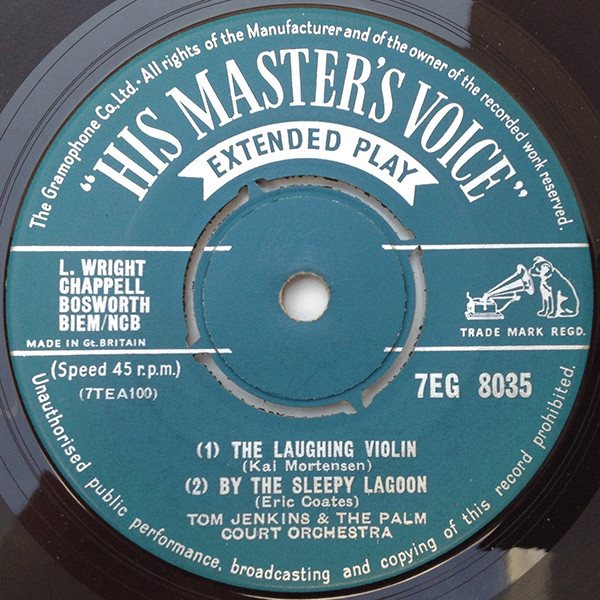 The Gramophone Co. Ltd. · All rights of the Manufacturer and of the owner of the recorded work reserved.
"HIS MASTER'S VOICE"
EXTENDED PLAY
L. WRIGHT
CHAPPELL
BOSWORTH
BIEM/NCB
MADE IN Gt. BRITAIN
TRADE MARK REGD.
(Speed 45 r.p.m.)
(7TEA100)
7EG 8035
(1) THE LAUGHING VIOLIN
(Kai Mortensen)
(2) BY THE SLEEPY LAGOON
(Eric Coates)
TOM JENKINS & THE PALM
COURT ORCHESTRA
Unauthorised public performance, broadcasting and copying of this record prohibited.